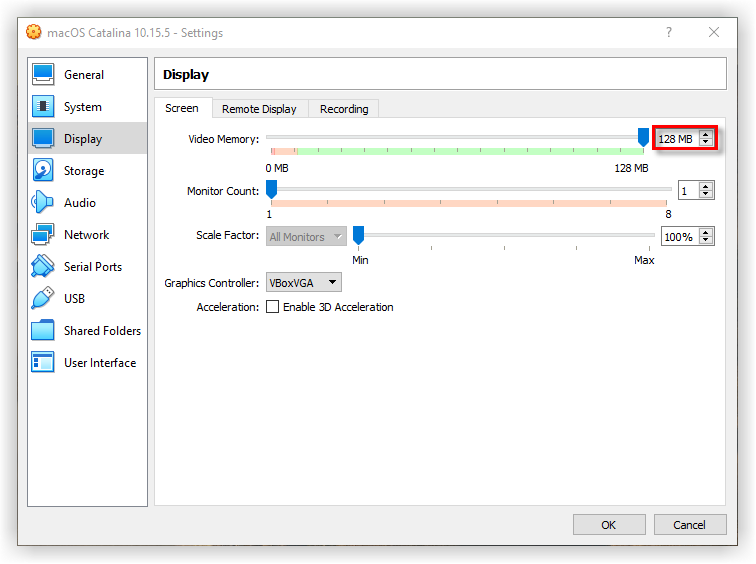 macOS Catalina 10.15.5 - Settings
?
General
System
Display
Storage
Audio
Network
Serial Ports
USB
Shared Folders
User Interface
Display
Screen Remote Display Recording
Video Memory: 128 MB
0 MB 128 MB
Monitor Count: 1
1 8
Scale Factor: All Monitors 100%
Min Max
Graphics Controller: VBoxVGA
Acceleration: Enable 3D Acceleration
OK Cancel